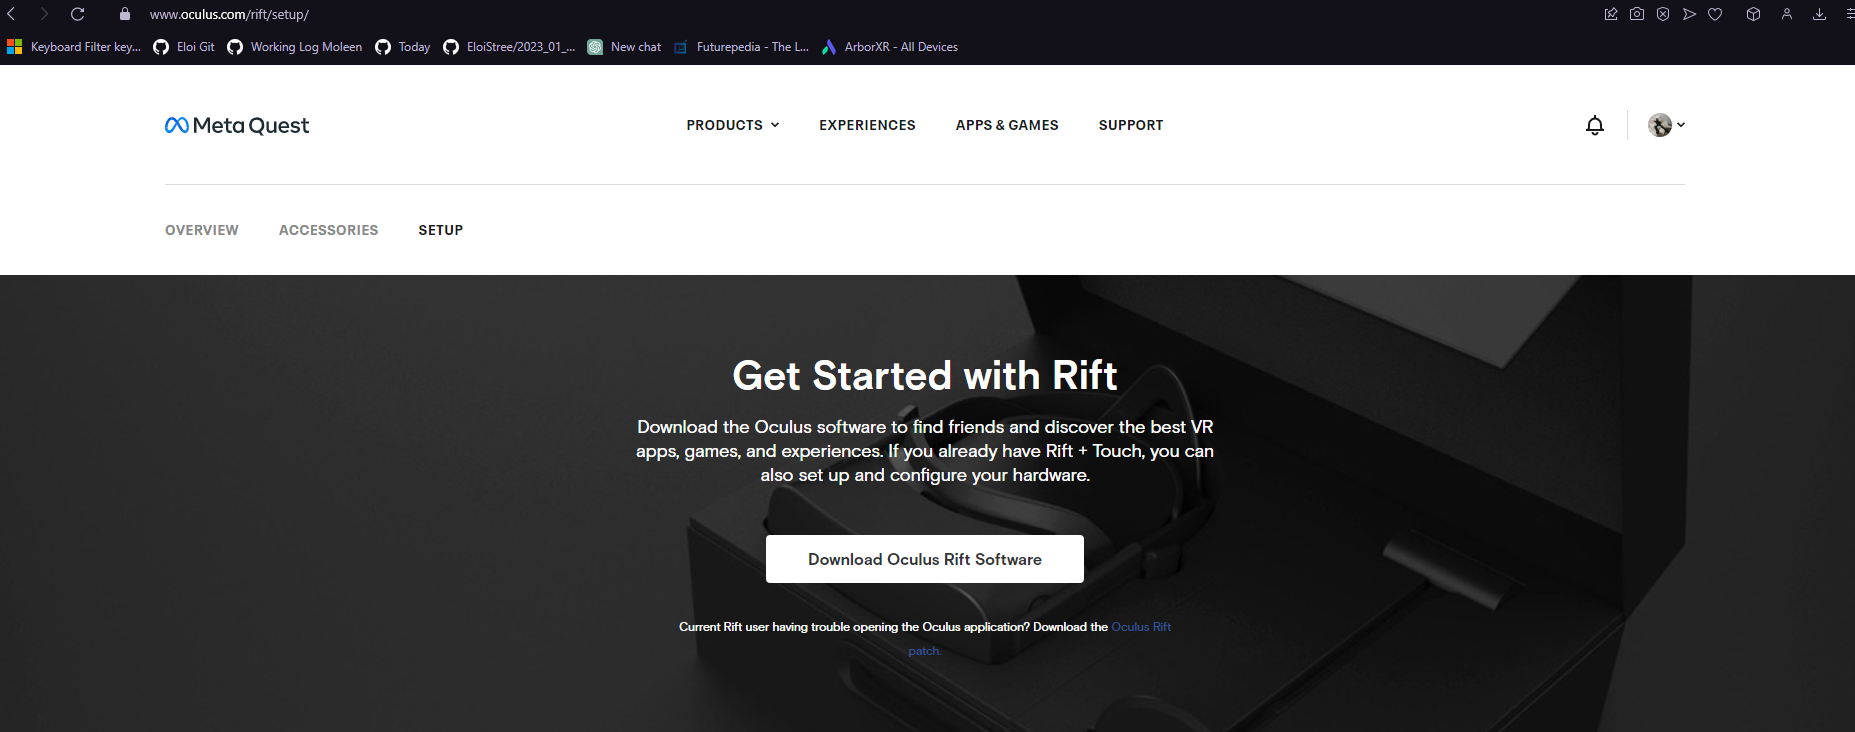 www.oculus.com/rift/setup/
Keyboard Filter key... Eloi Git Working Log Moleen Today EloiStree/2023_01_... New chat Futurepedia - The L... ArborXR - All Devices
Meta Quest PRODUCTS EXPERIENCES APPS & GAMES SUPPORT
OVERVIEW ACCESSORIES SETUP
Get Started with Rift
Download the Oculus software to find friends and discover the best VR
apps, games, and experiences. If you already have Rift + Touch, you can
also set up and configure your hardware.
Download Oculus Rift Software
Current Rift user having trouble opening the Oculus application? Download the Oculus Rift
patch.